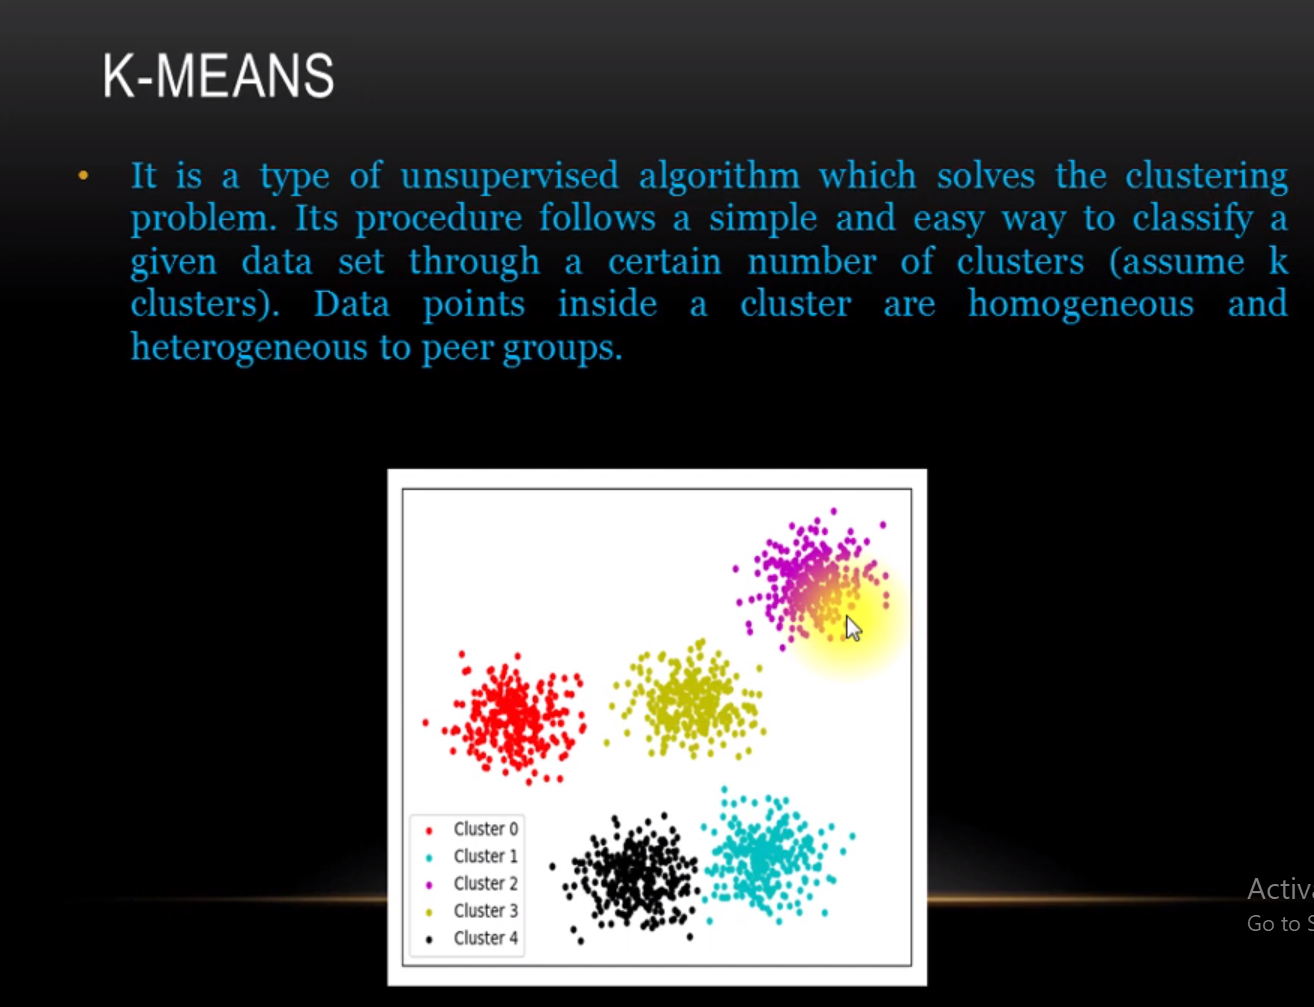 K-MEANS
• It is a type of unsupervised algorithm which solves the clustering
problem. Its procedure follows a simple and easy way to classify a
given data set through a certain number of clusters (assume k
clusters). Data points inside a cluster are homogeneous and
heterogeneous to peer groups.
Cluster 0
Cluster 1
Cluster 2
Cluster 3
Cluster 4
Go to